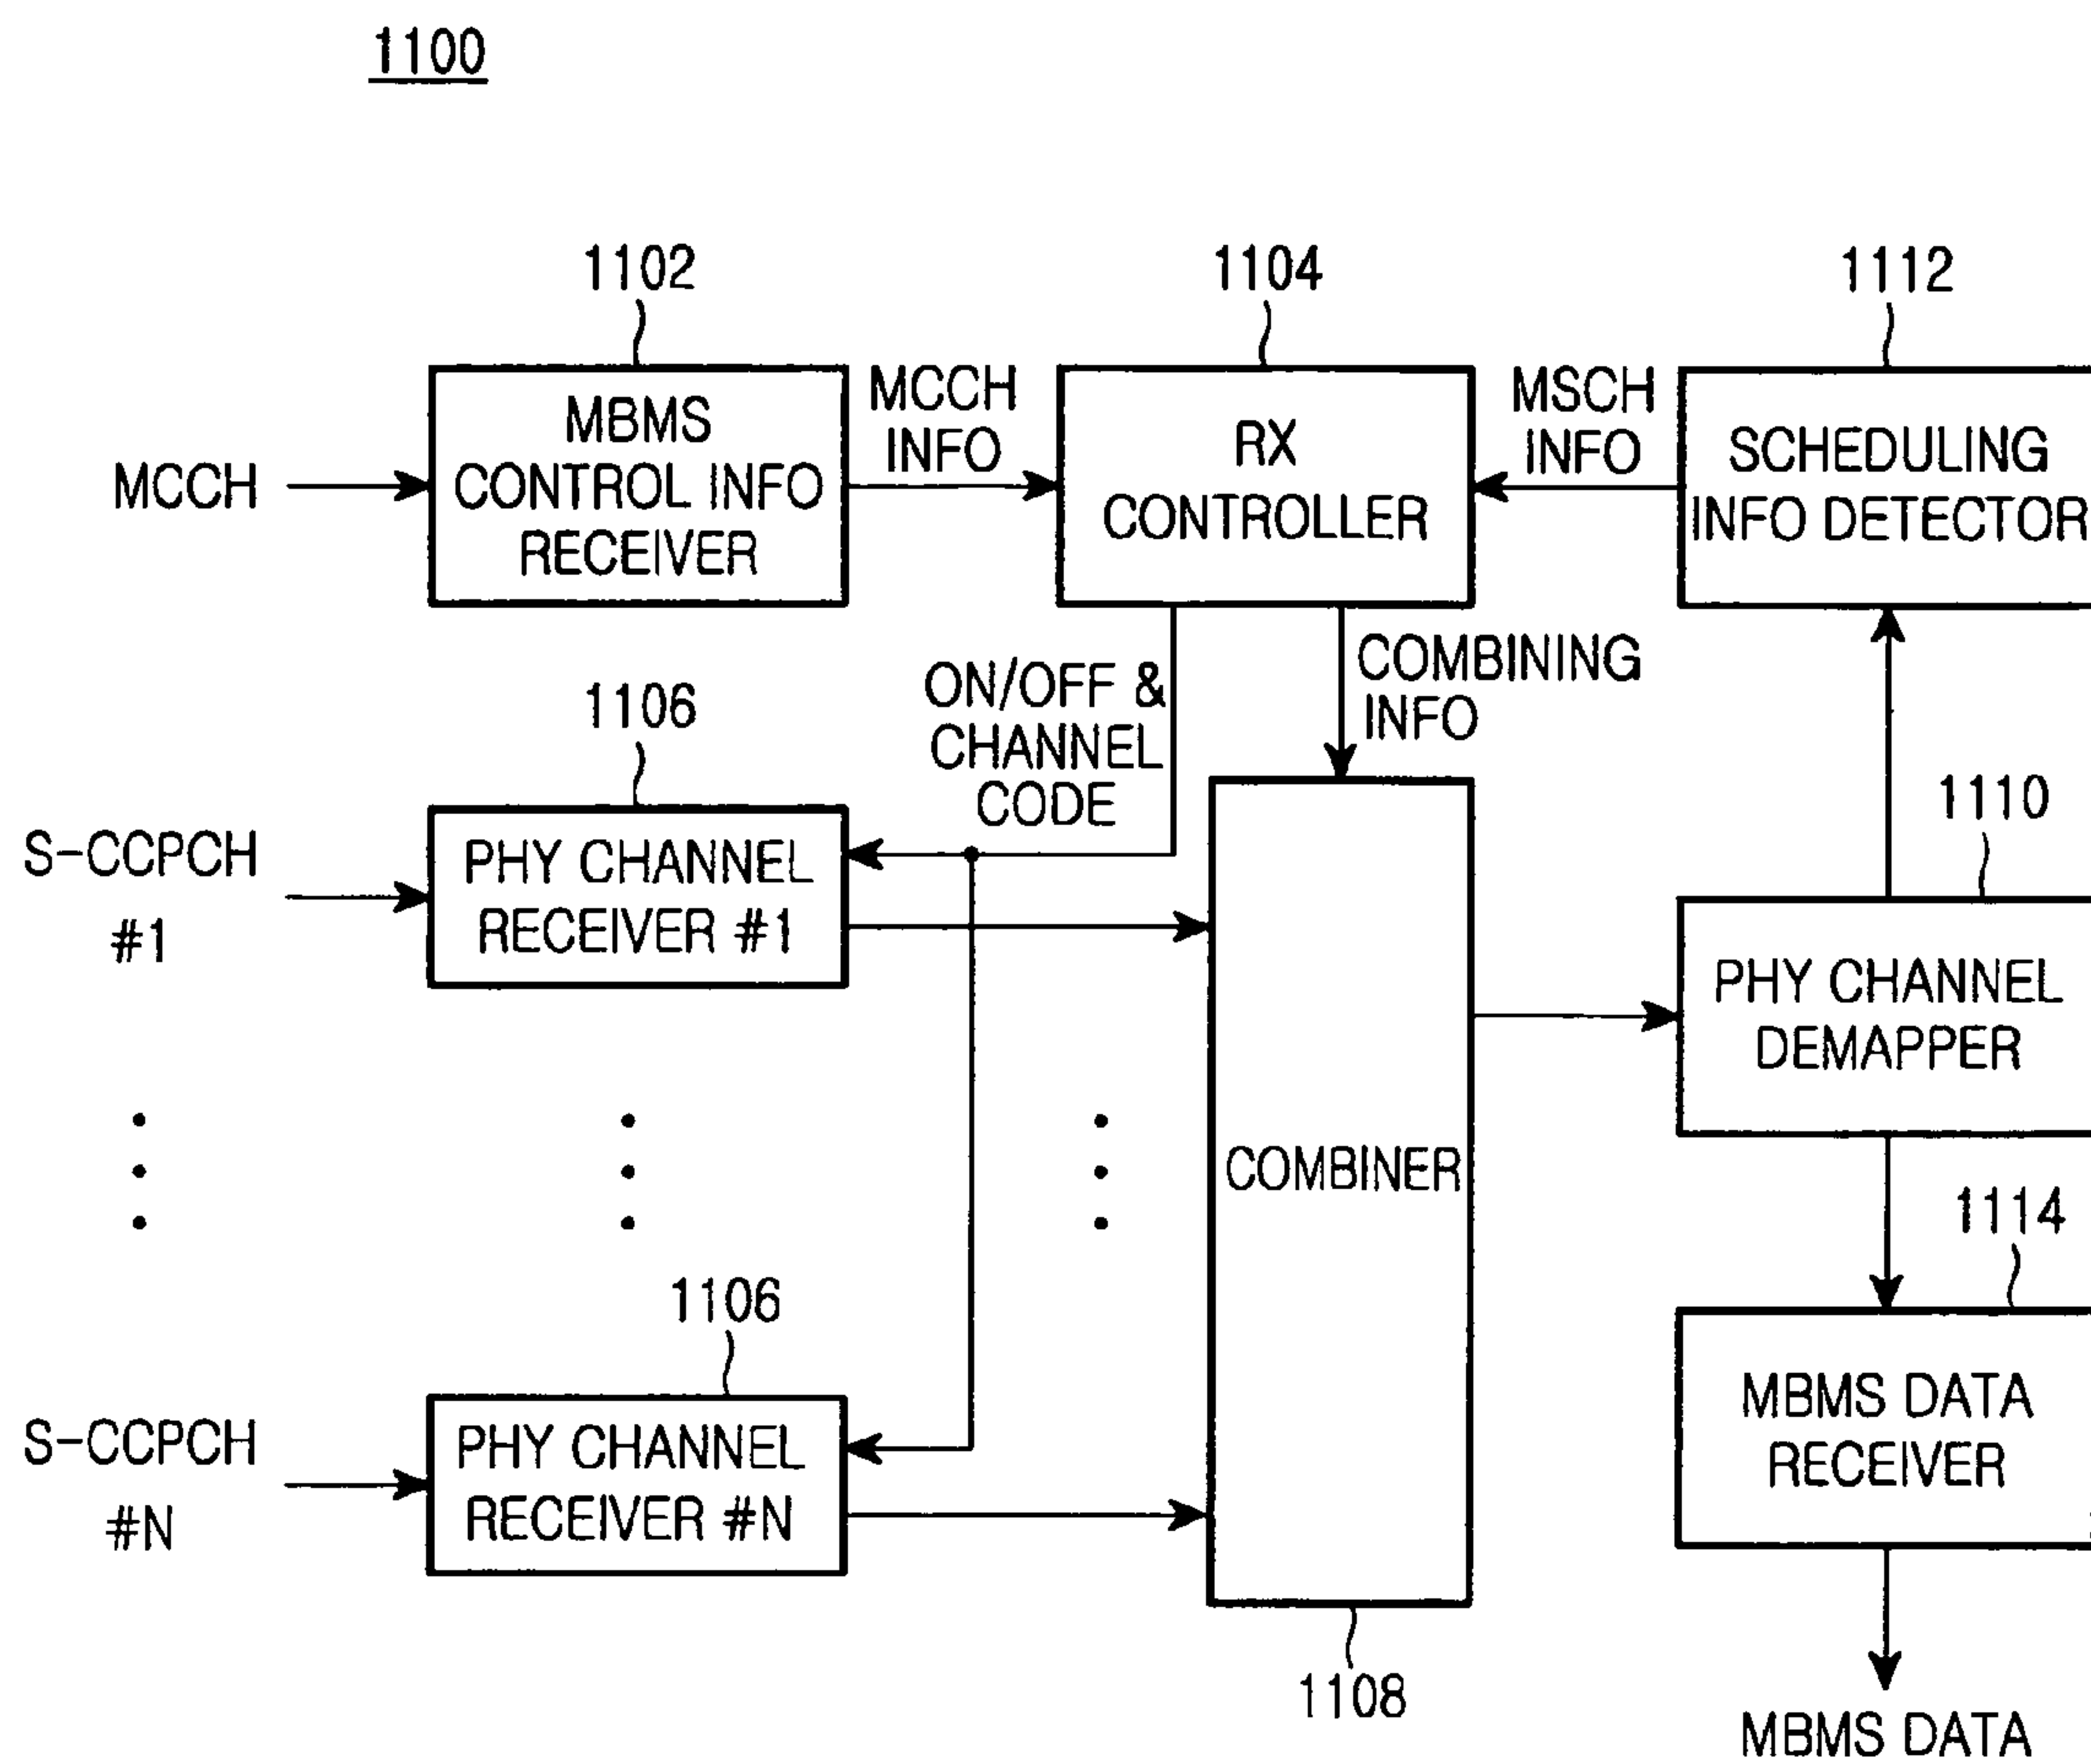 1100
1102
1104
1112
MCCH
MBMS
CONTROL INFO
RECEIVER
MCCH
INFO
RX
CONTROLLER
MSCH
INFO
SCHEDULING
INFO DETECTOR
ON/OFF &
CHANNEL
CODE
COMBINING
INFO
1106
S-CCPCH
#1
PHY CHANNEL
RECEIVER #1
1110
PHY CHANNEL
DEMAPPER
COMBINER
1106
S-CCPCH
#N
PHY CHANNEL
RECEIVER #N
1114
MBMS DATA
RECEIVER
1108
MBMS DATA